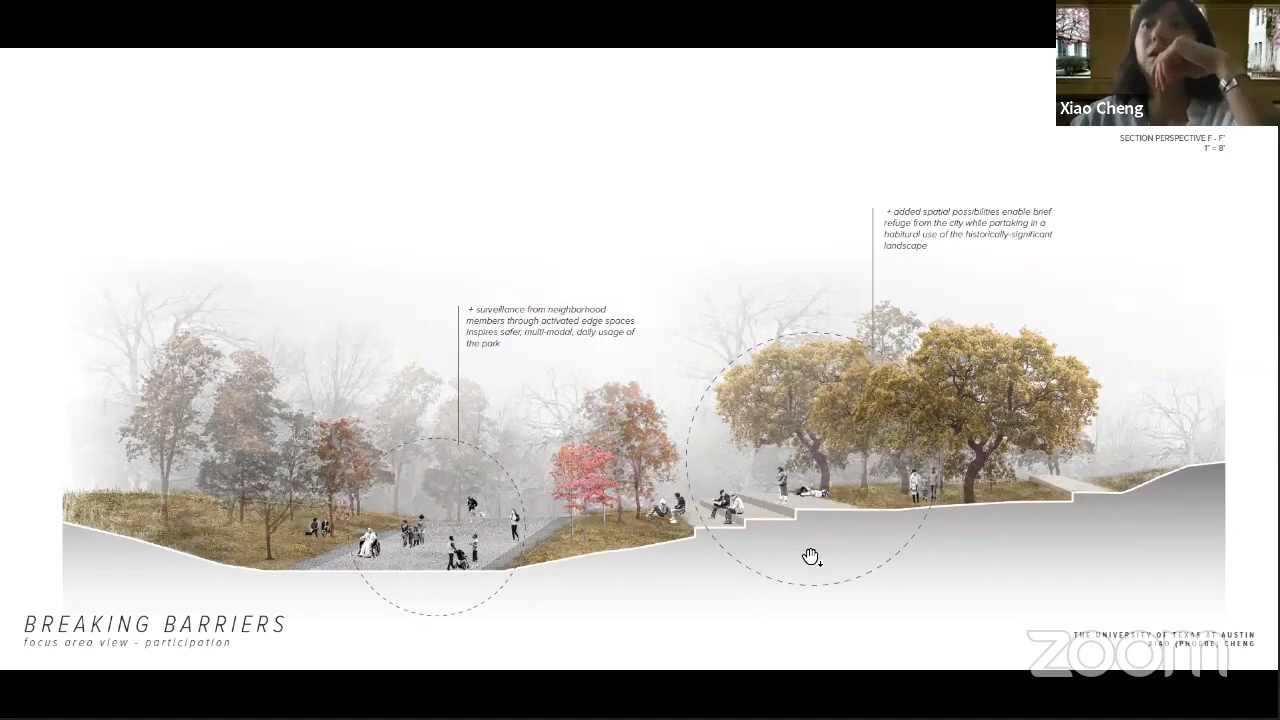 Xiao Cheng
SECTION PERSPECTIVE F - F'
1" = 8'
+ added spatial possibilities enable brief
refuge from the city while partaking in a
habitural use of the historically-significant
landscape
+ surveillance from neighborhood
members through activated edge spaces
inspires safer, multi-modal, daily usage of
the park
BREAKING BARRIERS
focus area view - participation
THE UNIVERSITY OF TEXAS AT AUSTIN
XIAO (PHOEBE) CHENG
zoom